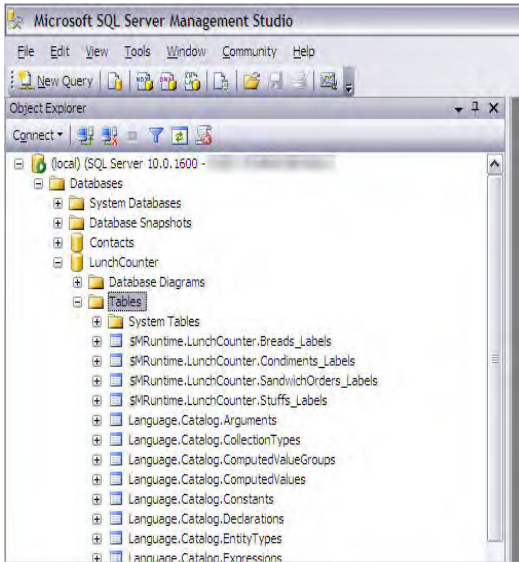 Microsoft SQL Server Management Studio
File Edit View Tools Window Community Help
New Query
Object Explorer
Connect
(local) (SQL Server 10.0.1600 -
Databases
System Databases
Database Snapshots
Contacts
LunchCounter
Database Diagrams
Tables
System Tables
$MRuntime.LunchCounter.Breads_Labels
$MRuntime.LunchCounter.Condiments_Labels
$MRuntime.LunchCounter.SandwichOrders_Labels
$MRuntime.LunchCounter.Stuffs_Labels
Language.Catalog.Arguments
Language.Catalog.CollectionTypes
Language.Catalog.ComputedValueGroups
Language.Catalog.ComputedValues
Language.Catalog.Constants
Language.Catalog.Declarations
Language.Catalog.EntityTypes
Language.Catalog.Expressions